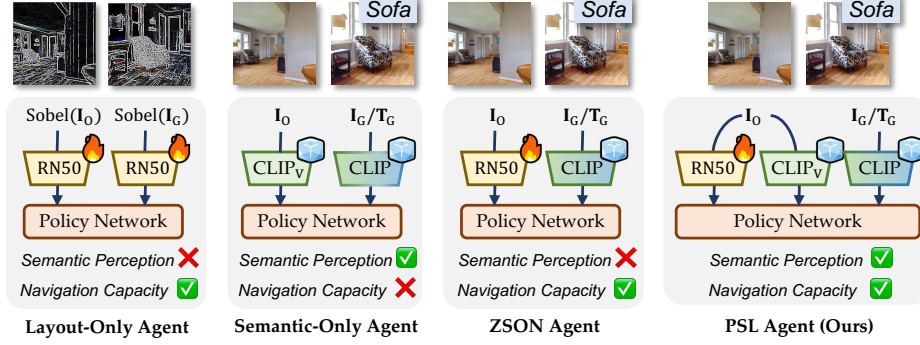 Sofa
Sofa
Sofa
Sobel(I_O) Sobel(I_G)
RN50 RN50
Policy Network
Semantic Perception ❌
Navigation Capacity ✅
Layout-Only Agent
I_O I_G/T_G
CLIP_V CLIP
Policy Network
Semantic Perception ✅
Navigation Capacity ❌
Semantic-Only Agent
I_O I_G/T_G
RN50 CLIP
Policy Network
Semantic Perception ❌
Navigation Capacity ✅
ZSON Agent
I_O I_G/T_G
RN50 CLIP_V CLIP
Policy Network
Semantic Perception ✅
Navigation Capacity ✅
PSL Agent (Ours)